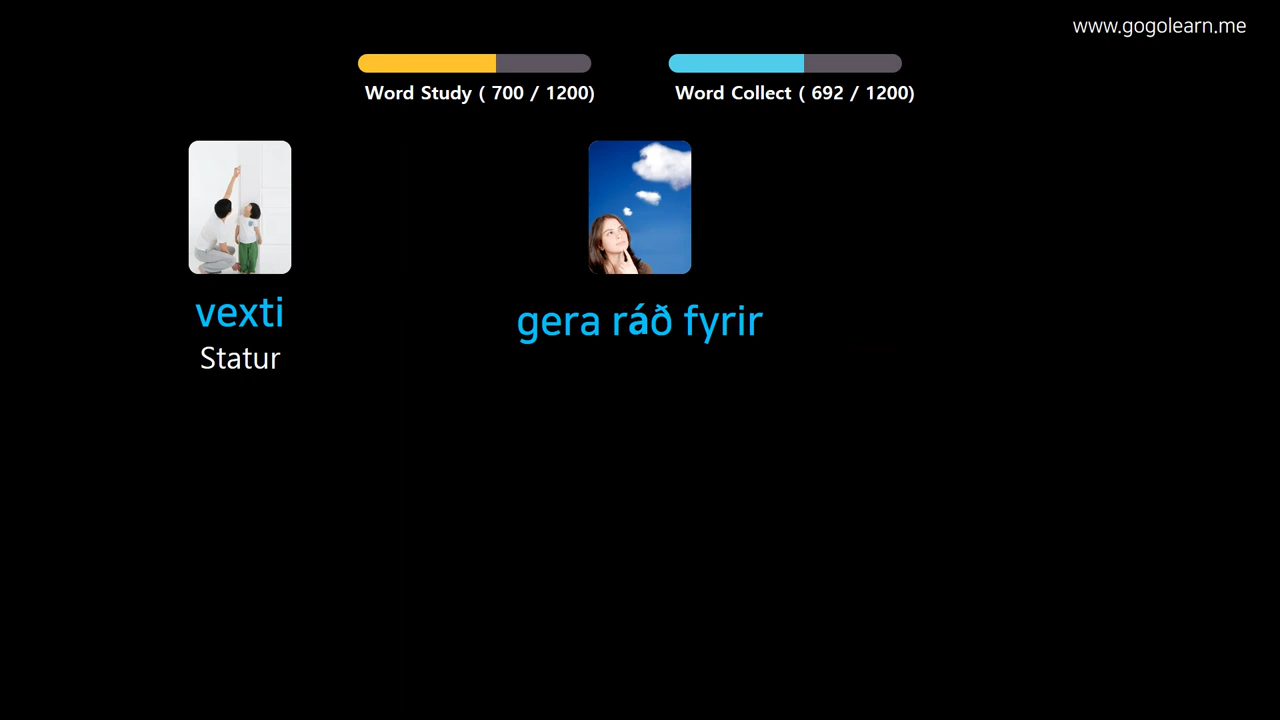 www.gogolearn.me
Word Study ( 700 / 1200)
Word Collect ( 692 / 1200)
vexti
Statur
gera ráð fyrir